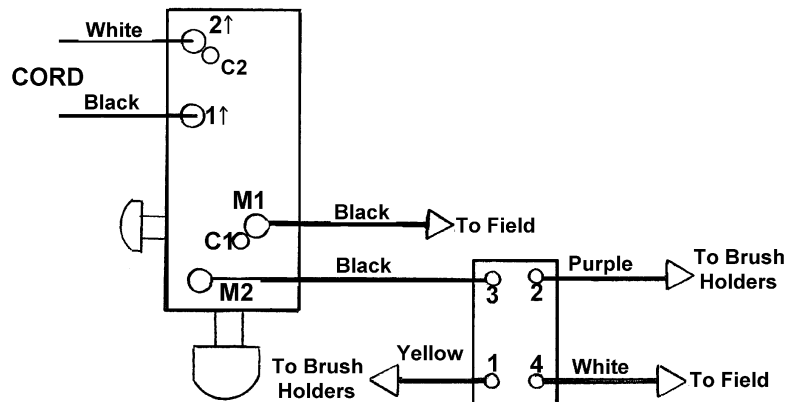 White
2↑
C2
CORD
Black
1↑
M1
Black
To Field
C1
Black
M2
3
2
Purple
To Brush
Holders
To Brush
Holders
Yellow
1
4
White
To Field